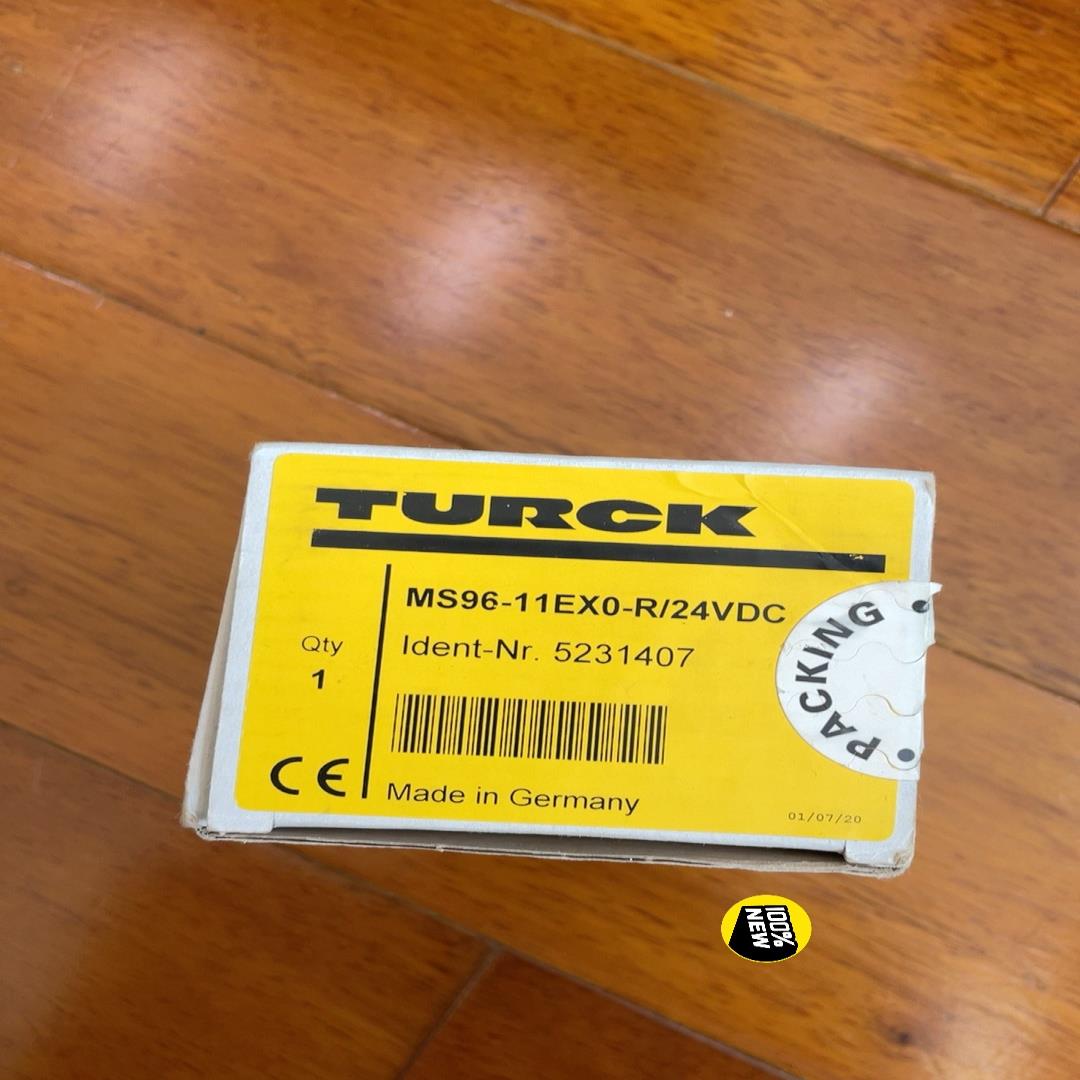 TURCK
MS96-11EX0-R/24VDC
Ident-Nr. 5231407
Qty
1
PACKING
CE
Made in Germany
01/07/20
100%
NEW